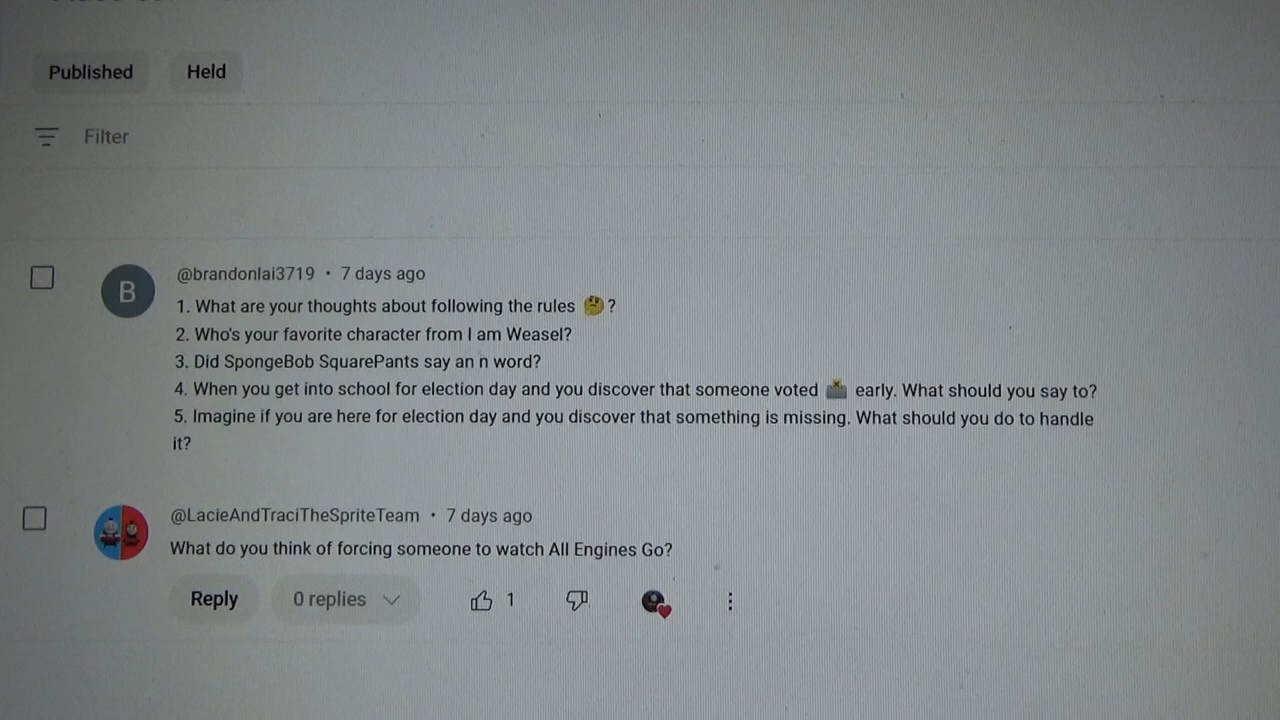 Published
Held
Filter
B
@brandonlai3719 • 7 days ago
1. What are your thoughts about following the rules 🤔?
2. Who's your favorite character from I am Weasel?
3. Did SpongeBob SquarePants say an n word?
4. When you get into school for election day and you discover that someone voted 🗳️ early. What should you say to?
5. Imagine if you are here for election day and you discover that something is missing. What should you do to handle
it?
@LacieAndTraciTheSpriteTeam • 7 days ago
What do you think of forcing someone to watch All Engines Go?
Reply
0 replies
1